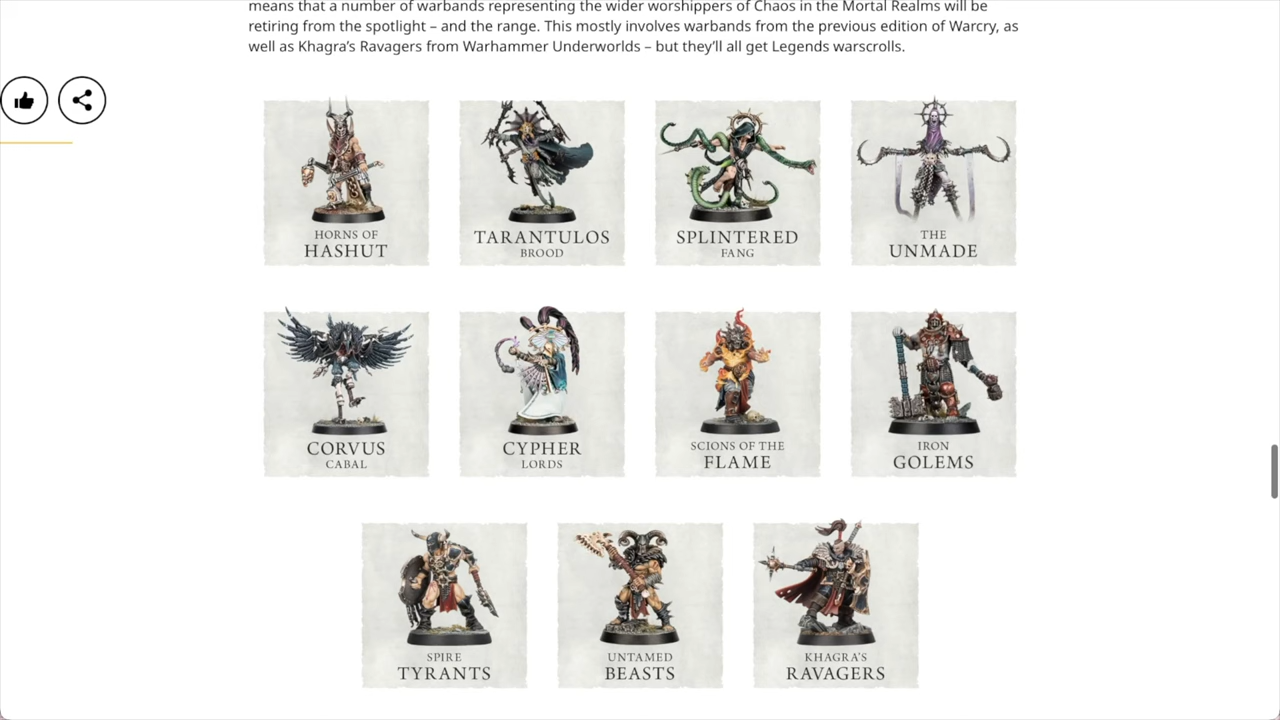 means that a number of warbands representing the wider worshippers of Chaos in the Mortal Realms will be
retiring from the spotlight – and the range. This mostly involves warbands from the previous edition of Warcry, as
well as Khagra's Ravagers from Warhammer Underworlds – but they'll all get Legends warscrolls.
HORNS OF
HASHUT
TARANTULOS
BROOD
SPLINTERED
FANG
THE
UNMADE
CORVUS
CABAL
CYPHER
LORDS
SCIONS OF THE
FLAME
IRON
GOLEMS
SPIRE
TYRANTS
UNTAMED
BEASTS
KHAGRA'S
RAVAGERS